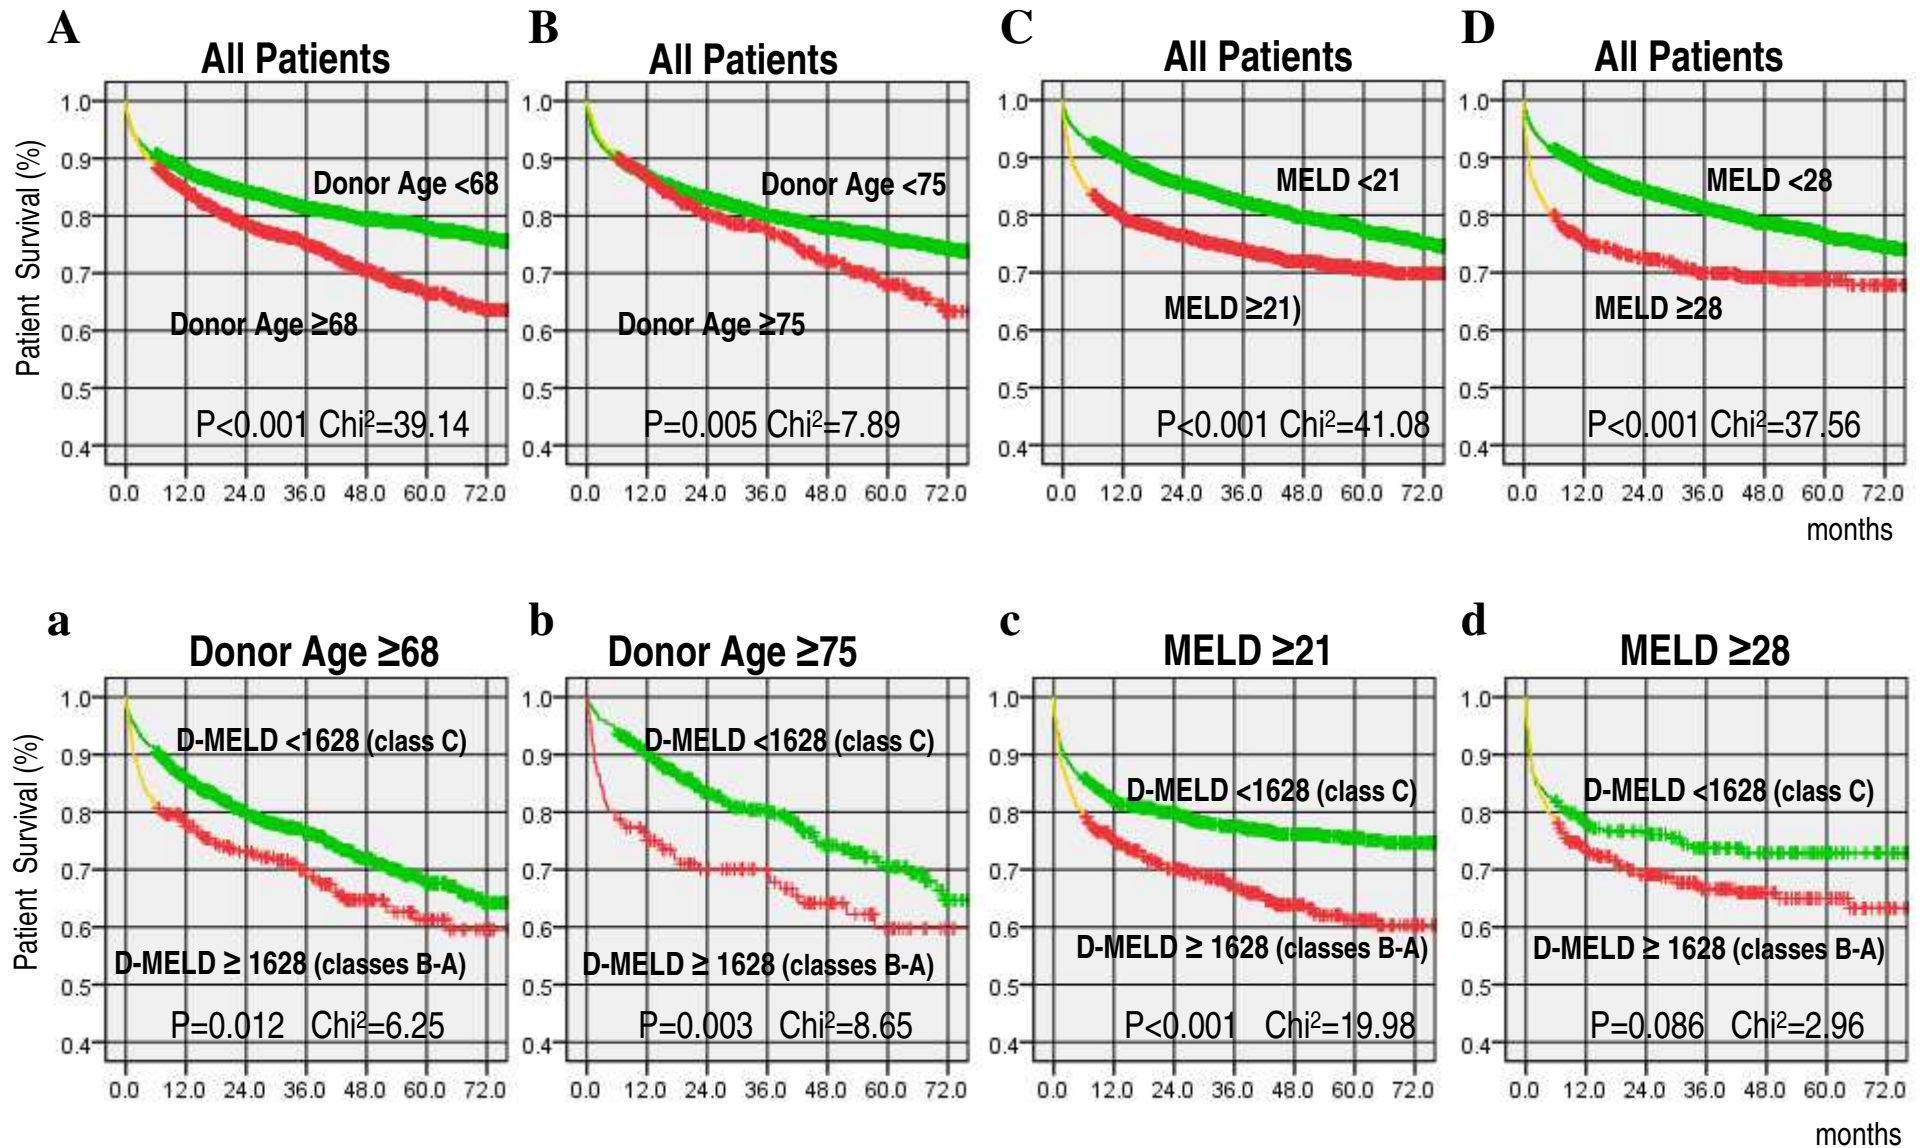 A
All Patients
1.0
0.9
0.8
0.7
0.6
0.5
0.4
Patient Survival (%)
Donor Age <68
Donor Age ≥68
P<0.001 Chi²=39.14
0.0 12.0 24.0 36.0 48.0 60.0 72.0
B
All Patients
1.0
0.9
0.8
0.7
0.6
0.5
0.4
Donor Age <75
Donor Age ≥75
P=0.005 Chi²=7.89
0.0 12.0 24.0 36.0 48.0 60.0 72.0
C
All Patients
1.0
0.9
0.8
0.7
0.6
0.5
0.4
MELD <21
MELD ≥21)
P<0.001 Chi²=41.08
0.0 12.0 24.0 36.0 48.0 60.0 72.0
D
All Patients
1.0
0.9
0.8
0.7
0.6
0.5
0.4
MELD <28
MELD ≥28
P<0.001 Chi²=37.56
0.0 12.0 24.0 36.0 48.0 60.0 72.0
months
a
Donor Age ≥68
1.0
0.9
0.8
0.7
0.6
0.5
0.4
Patient Survival (%)
D-MELD <1628 (class C)
D-MELD ≥ 1628 (classes B-A)
P=0.012 Chi²=6.25
0.0 12.0 24.0 36.0 48.0 60.0 72.0
b
Donor Age ≥75
1.0
0.9
0.8
0.7
0.6
0.5
0.4
D-MELD <1628 (class C)
D-MELD ≥ 1628 (classes B-A)
P=0.003 Chi²=8.65
0.0 12.0 24.0 36.0 48.0 60.0 72.0
c
MELD ≥21
1.0
0.9
0.8
0.7
0.6
0.5
0.4
D-MELD <1628 (class C)
D-MELD ≥ 1628 (classes B-A)
P<0.001 Chi²=19.98
0.0 12.0 24.0 36.0 48.0 60.0 72.0
d
MELD ≥28
1.0
0.9
0.8
0.7
0.6
0.5
0.4
D-MELD <1628 (class C)
D-MELD ≥ 1628 (classes B-A)
P=0.086 Chi²=2.96
0.0 12.0 24.0 36.0 48.0 60.0 72.0
months